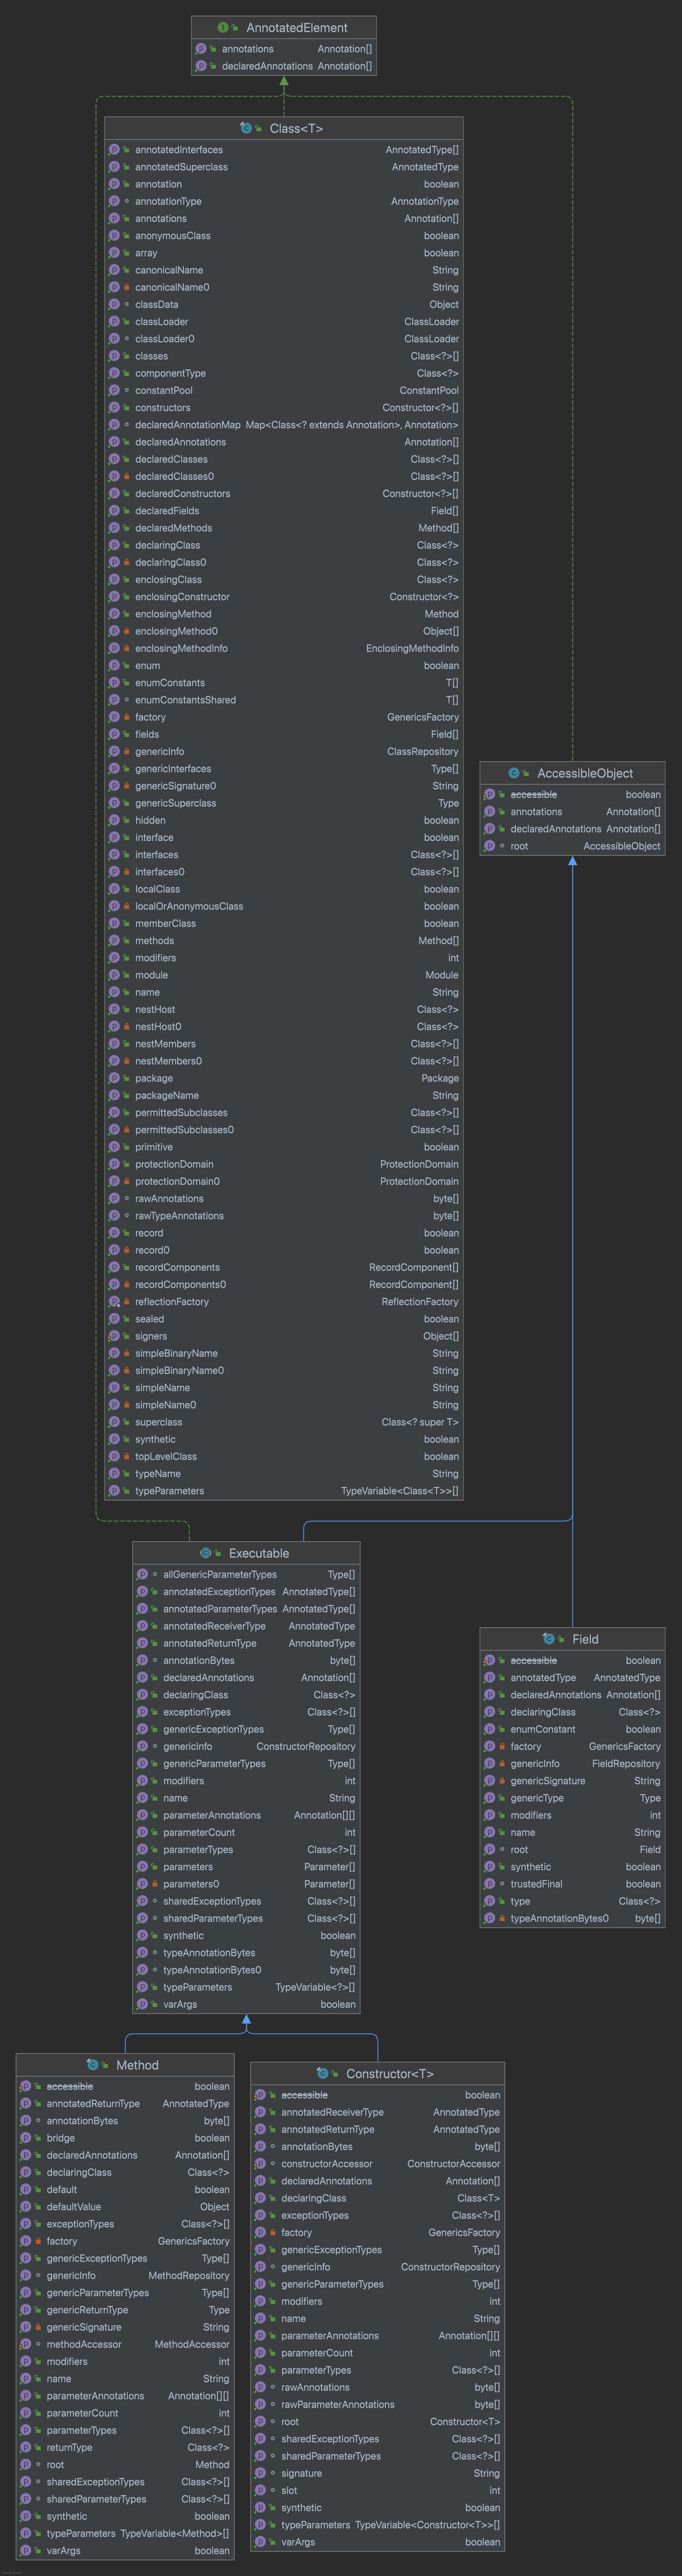 AnnotatedElement
annotations Annotation[]
declaredAnnotations Annotation[]
Class<T>
annotatedInterfaces AnnotatedType[]
annotatedSuperclass AnnotatedType
annotation boolean
annotationType AnnotationType
annotations Annotation[]
anonymousClass boolean
array boolean
canonicalName String
canonicalName0 String
classData Object
classLoader ClassLoader
classLoader0 ClassLoader
classes Class<?>[]
componentType Class<?>
constantPool ConstantPool
constructors Constructor<?>[]
declaredAnnotationMap Map<Class<? extends Annotation>, Annotation>
declaredAnnotations Annotation[]
declaredClasses Class<?>[]
declaredClasses0 Class<?>[]
declaredConstructors Constructor<?>[]
declaredFields Field[]
declaredMethods Method[]
declaringClass Class<?>
declaringClass0 Class<?>
enclosingClass Class<?>
enclosingConstructor Constructor<?>
enclosingMethod Method
enclosingMethod0 Object[]
enclosingMethodInfo EnclosingMethodInfo
enum boolean
enumConstants T[]
enumConstantsShared T[]
factory GenericsFactory
fields Field[]
genericInfo ClassRepository
genericInterfaces Type[]
genericSignature0 String
genericSuperclass Type
hidden boolean
interface boolean
interfaces Class<?>[]
interfaces0 Class<?>[]
localClass boolean
localOrAnonymousClass boolean
memberClass boolean
methods Method[]
modifiers int
module Module
name String
nestHost Class<?>
nestHost0 Class<?>
nestMembers Class<?>[]
nestMembers0 Class<?>[]
package Package
packageName String
permittedSubclasses Class<?>[]
permittedSubclasses0 Class<?>[]
primitive boolean
protectionDomain ProtectionDomain
protectionDomain0 ProtectionDomain
rawAnnotations byte[]
rawTypeAnnotations byte[]
record boolean
record0 boolean
recordComponents RecordComponent[]
recordComponents0 RecordComponent[]
reflectionFactory ReflectionFactory
sealed boolean
signers Object[]
simpleBinaryName String
simpleBinaryName0 String
simpleName String
simpleName0 String
superclass Class<? super T>
synthetic boolean
topLevelClass boolean
typeName String
typeParameters TypeVariable<Class<T>>[]
AccessibleObject
accessible boolean
annotations Annotation[]
declaredAnnotations Annotation[]
root AccessibleObject
Executable
allGenericParameterTypes Type[]
annotatedExceptionTypes AnnotatedType[]
annotatedParameterTypes AnnotatedType[]
annotatedReceiverType AnnotatedType
annotatedReturnType AnnotatedType
annotationBytes byte[]
declaredAnnotations Annotation[]
declaringClass Class<?>
exceptionTypes Class<?>[]
genericExceptionTypes Type[]
genericInfo ConstructorRepository
genericParameterTypes Type[]
modifiers int
name String
parameterAnnotations Annotation[][]
parameterCount int
parameterTypes Class<?>[]
parameters Parameter[]
parameters0 Parameter[]
sharedExceptionTypes Class<?>[]
sharedParameterTypes Class<?>[]
synthetic boolean
typeAnnotationBytes byte[]
typeAnnotationBytes0 byte[]
typeParameters TypeVariable<?>[]
varArgs boolean
Field
accessible boolean
annotatedType AnnotatedType
declaredAnnotations Annotation[]
declaringClass Class<?>
enumConstant boolean
factory GenericsFactory
genericInfo FieldRepository
genericSignature String
genericType Type
modifiers int
name String
root Field
synthetic boolean
trustedFinal boolean
type Class<?>
typeAnnotationBytes0 byte[]
Method
accessible boolean
annotatedReturnType AnnotatedType
annotationBytes byte[]
bridge boolean
declaredAnnotations Annotation[]
declaringClass Class<?>
default boolean
defaultValue Object
exceptionTypes Class<?>[]
factory GenericsFactory
genericExceptionTypes Type[]
genericInfo MethodRepository
genericParameterTypes Type[]
genericReturnType Type
genericSignature String
methodAccessor MethodAccessor
modifiers int
name String
parameterAnnotations Annotation[][]
parameterCount int
parameterTypes Class<?>[]
returnType Class<?>
root Method
sharedExceptionTypes Class<?>[]
sharedParameterTypes Class<?>[]
synthetic boolean
typeParameters TypeVariable<Method>[]
varArgs boolean
Constructor<T>
accessible boolean
annotatedReceiverType AnnotatedType
annotatedReturnType AnnotatedType
annotationBytes byte[]
constructorAccessor ConstructorAccessor
declaredAnnotations Annotation[]
declaringClass Class<T>
exceptionTypes Class<?>[]
factory GenericsFactory
genericExceptionTypes Type[]
genericInfo ConstructorRepository
genericParameterTypes Type[]
modifiers int
name String
parameterAnnotations Annotation[][]
parameterCount int
parameterTypes Class<?>[]
rawAnnotations byte[]
rawParameterAnnotations byte[]
root Constructor<T>
sharedExceptionTypes Class<?>[]
sharedParameterTypes Class<?>[]
signature String
slot int
synthetic boolean
typeParameters TypeVariable<Constructor<T>>[]
varArgs boolean